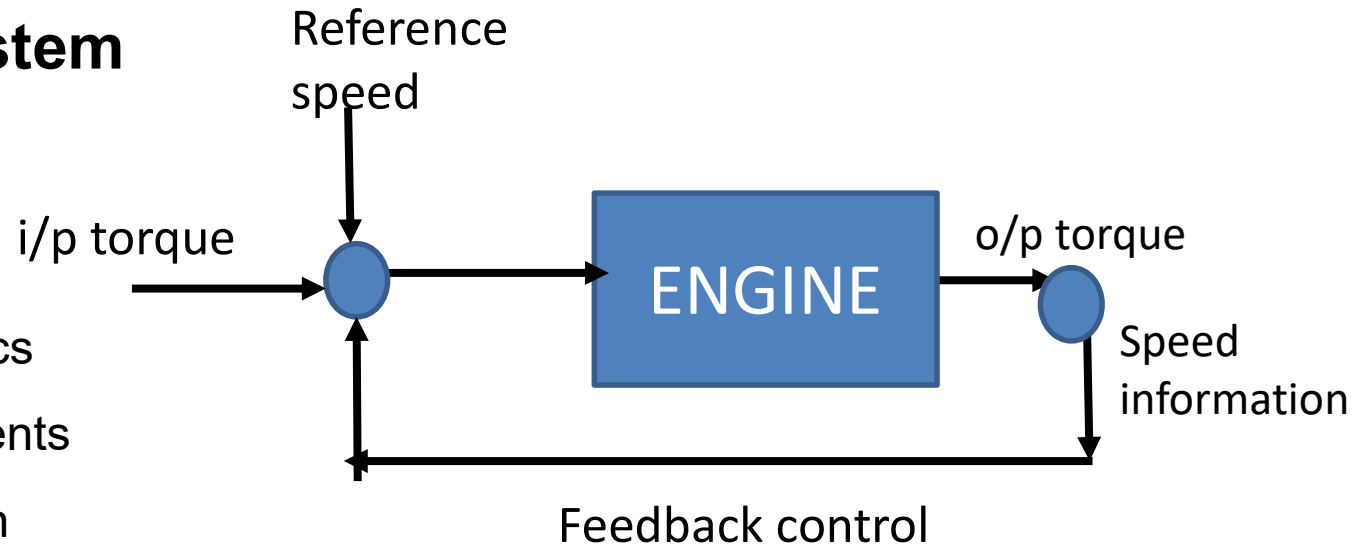 stem
Reference
speed
i/p torque
ENGINE
o/p torque
Speed
information
cs
ents
n
Feedback control